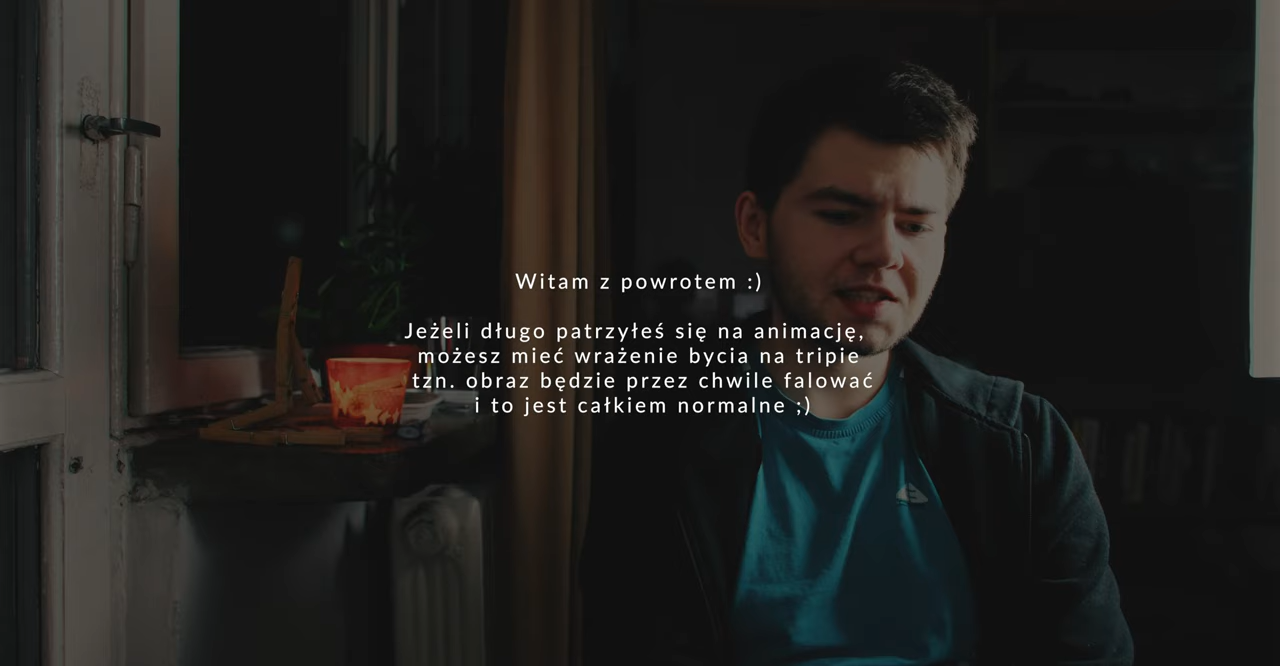 Witam z powrotem :)
Jeżeli długo patrzyłeś się na animację,
możesz mieć wrażenie bycia na tripie
tzn. obraz będzie przez chwile falować
i to jest całkiem normalne ;)